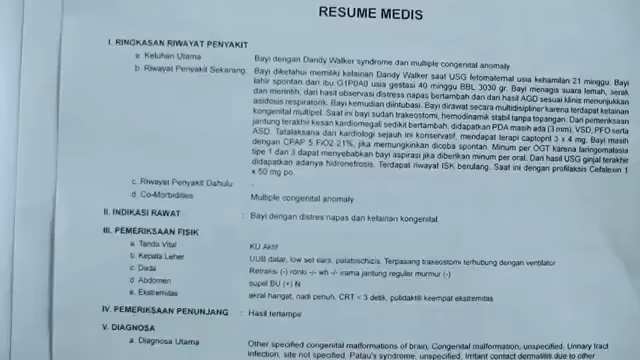 RESUME MEDIS
I. RINGKASAN RIWAYAT PENYAKIT
a. Keluhan Utama : Bayi dengan Dandy Walker syndrome dan multiple congenital anomaly
b. Riwayat Penyakit Sekarang : Bayi diketahui memiliki kelainan Dandy Walker saat USG fetomaternal usia kehamilan 21 minggu. Bayi
lahir spontan dari ibu G1P0A0 usia gestasi 40 minggu BBL 3030 gr. Bayi menagis suara lemah, serak
dan merintih, dari hasil observasi distress napas bertambah dan dari hasil AGD sesuai klinis menunjukkan
asidosis respiratorik. Bayi kemudian diintubasi. Bayi dirawat secara multidisipliner karena terdapat kelainan
kongenital multipel. Saat ini bayi sudah trakeostomi, hemodinamik stabil tanpa topangan. Dari pemeriksaan
jantung terakhir kesan kardiomegali sedikit bertambah, didapatkan PDA masih ada (3 mm), VSD, PFO serta
ASD. Tatalaksana dari kardiologi sejauh ini konservatif, mendapat terapi captopril 3 x 4 mg. Bayi masih
dengan CPAP 5 FiO2 21%, jika memungkinkan dicoba spontan. Minum per OGT karena laringomalasia
tipe 1 dan 3 dapat menyebabkan bayi aspirasi jika diberikan minum per oral. Dari hasil USG ginjal terakhir
didapatkan adanya hidronefrosis. Terdapat riwayat ISK berulang. Saat ini dengan profilaksis Cefalexin 1
x 50 mg po.
c. Riwayat Penyakit Dahulu : -
d. Co-Morbidities : Multiple congenital anomaly
II. INDIKASI RAWAT : Bayi dengan distres napas dan kelainan kongenital
III. PEMERIKSAAN FISIK
a. Tanda Vital : KU Aktif
b. Kepala Leher : UUB datar, low set ears, palatoschizis. Terpasang trakeostomi terhubung dengan ventilator
c. Dada : Retraksi (-) ronki -/- wh -/- irama jantung reguler murmur (-)
d. Abdomen : supel BU (+) N
e. Ekstremitas : akral hangat, nadi penuh, CRT < 3 detik, polidaktili keempat ekstremitas
IV. PEMERIKSAAN PENUNJANG : Hasil terlampir
V. DIAGNOSA
a. Diagnosa Utama : Other specified congenital malformations of brain, Congenital malformation, unspecified, Urinary tract
infection, site not specified, Patau's syndrome, unspecified, Irritant contact dermatitis due to other